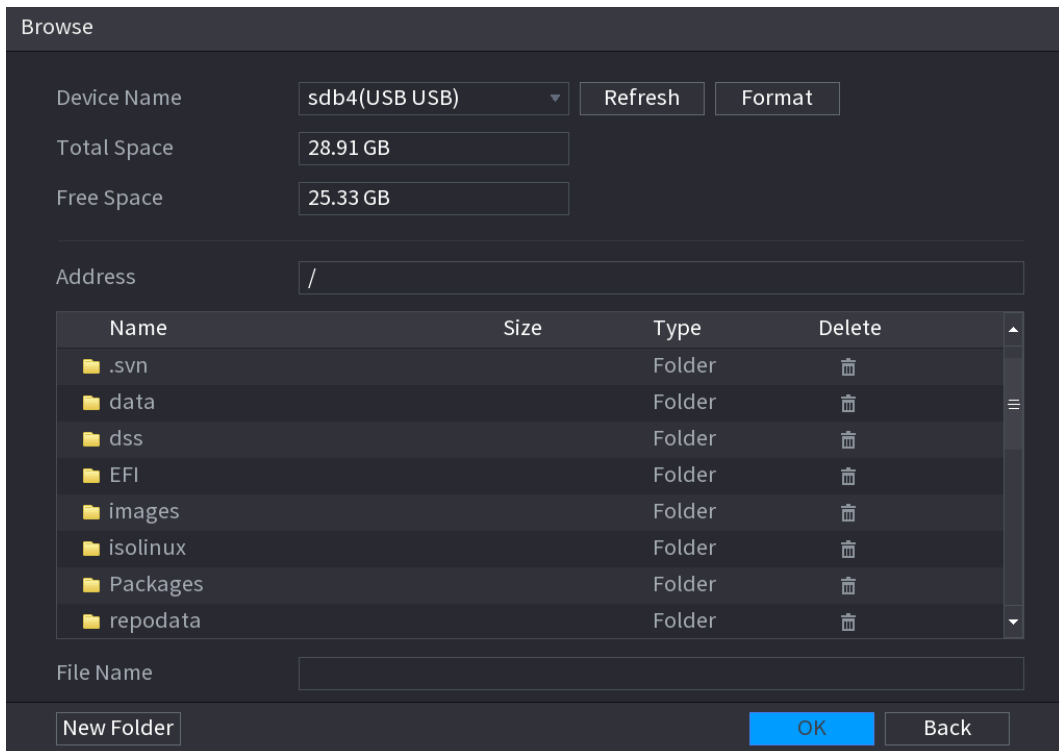 Browse
Device Name sdb4(USB USB) Refresh Format
Total Space 28.91 GB
Free Space 25.33 GB
Address /
Name Size Type Delete
.svn Folder
data Folder
dss Folder
EFI Folder
images Folder
isolinux Folder
Packages Folder
repodata Folder
File Name
New Folder OK Back